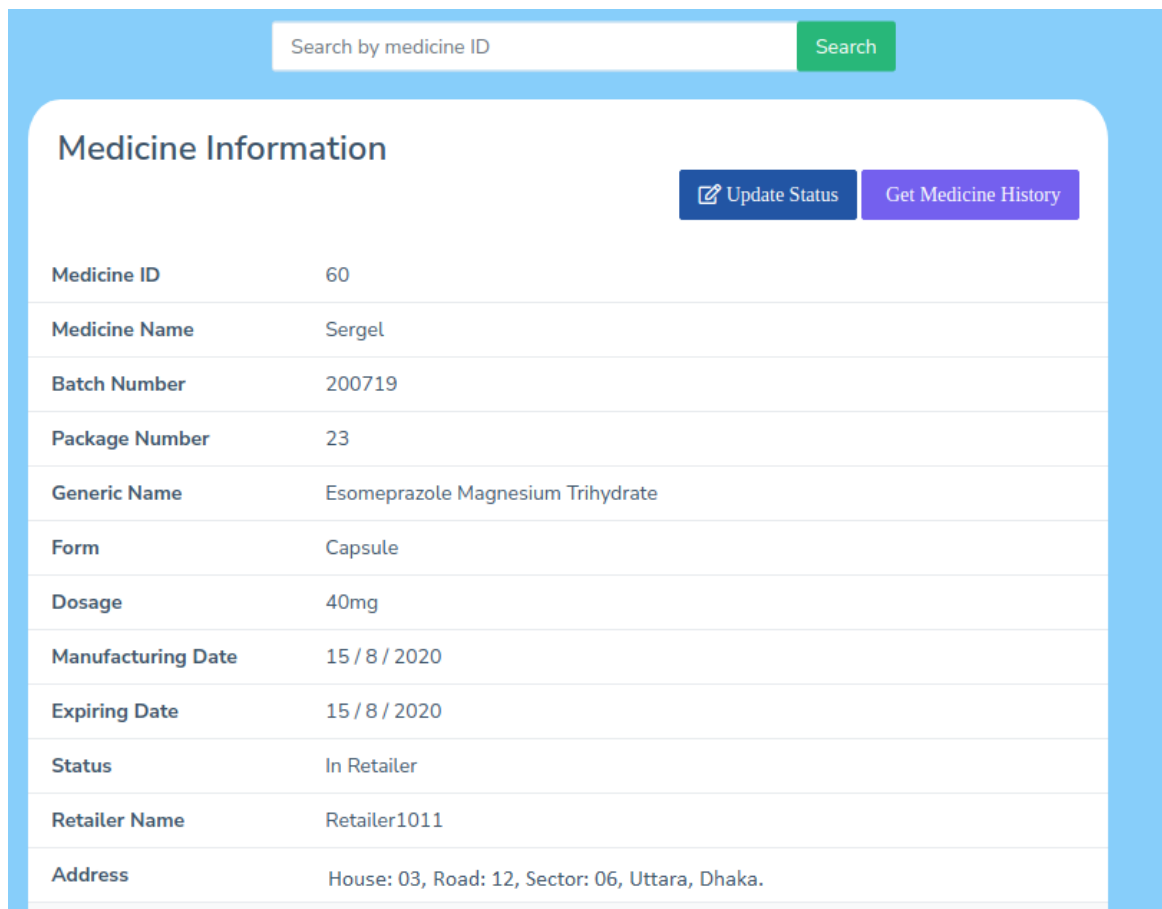 Search by medicine ID Search
Medicine Information
Update Status Get Medicine History
Medicine ID 60
Medicine Name Sergel
Batch Number 200719
Package Number 23
Generic Name Esomeprazole Magnesium Trihydrate
Form Capsule
Dosage 40mg
Manufacturing Date 15 / 8 / 2020
Expiring Date 15 / 8 / 2020
Status In Retailer
Retailer Name Retailer1011
Address House: 03, Road: 12, Sector: 06, Uttara, Dhaka.